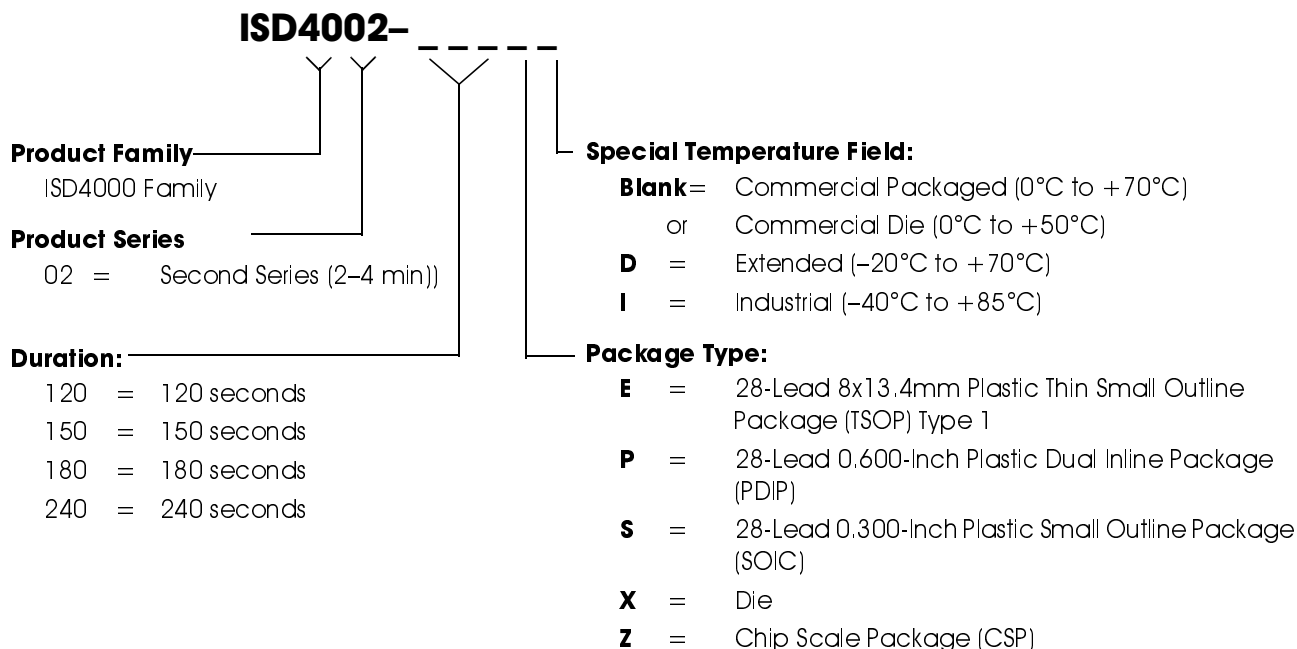 ISD4002– _ _ _ _ _
Product Family
ISD4000 Family
Product Series
02 = Second Series (2–4 min))
Duration:
120 = 120 seconds
150 = 150 seconds
180 = 180 seconds
240 = 240 seconds
Special Temperature Field:
Blank= Commercial Packaged (0°C to +70°C)
or Commercial Die (0°C to +50°C)
D = Extended (–20°C to +70°C)
I = Industrial (–40°C to +85°C)
Package Type:
E = 28-Lead 8x13.4mm Plastic Thin Small Outline
Package (TSOP) Type 1
P = 28-Lead 0.600-Inch Plastic Dual Inline Package
(PDIP)
S = 28-Lead 0.300-Inch Plastic Small Outline Package
(SOIC)
X = Die
Z = Chip Scale Package (CSP)